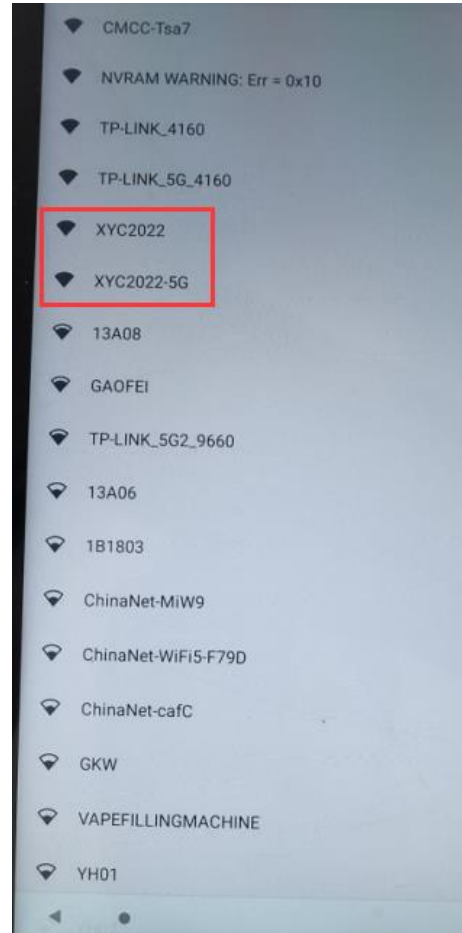 CMCC-Tsa7
NVRAM WARNING: Err = 0x10
TP-LINK_4160
TP-LINK_5G_4160
XYC2022
XYC2022-5G
13A08
GAOFEI
TP-LINK_5G2_9660
13A06
1B1803
ChinaNet-MiW9
ChinaNet-WiFi5-F79D
ChinaNet-cafC
GKW
VAPEFILLINGMACHINE
YH01